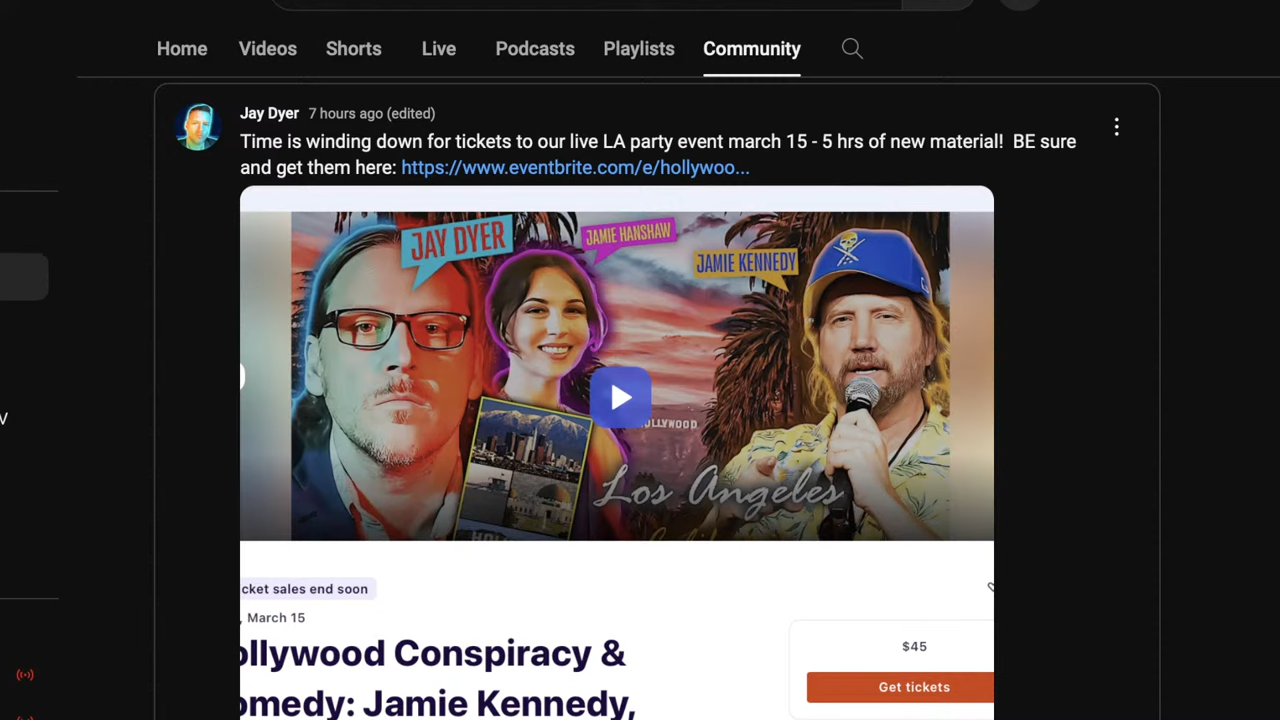 Home Videos Shorts Live Podcasts Playlists Community
Jay Dyer 7 hours ago (edited)
Time is winding down for tickets to our live LA party event march 15 - 5 hrs of new material! BE sure
and get them here: https://www.eventbrite.com/e/hollywoo...
JAY DYER
JAMIE HANSHAW
JAMIE KENNEDY
HOLLYWOOD
Los Angeles
cket sales end soon
, March 15
ollywood Conspiracy &
omedy: Jamie Kennedy,
$45
Get tickets
V